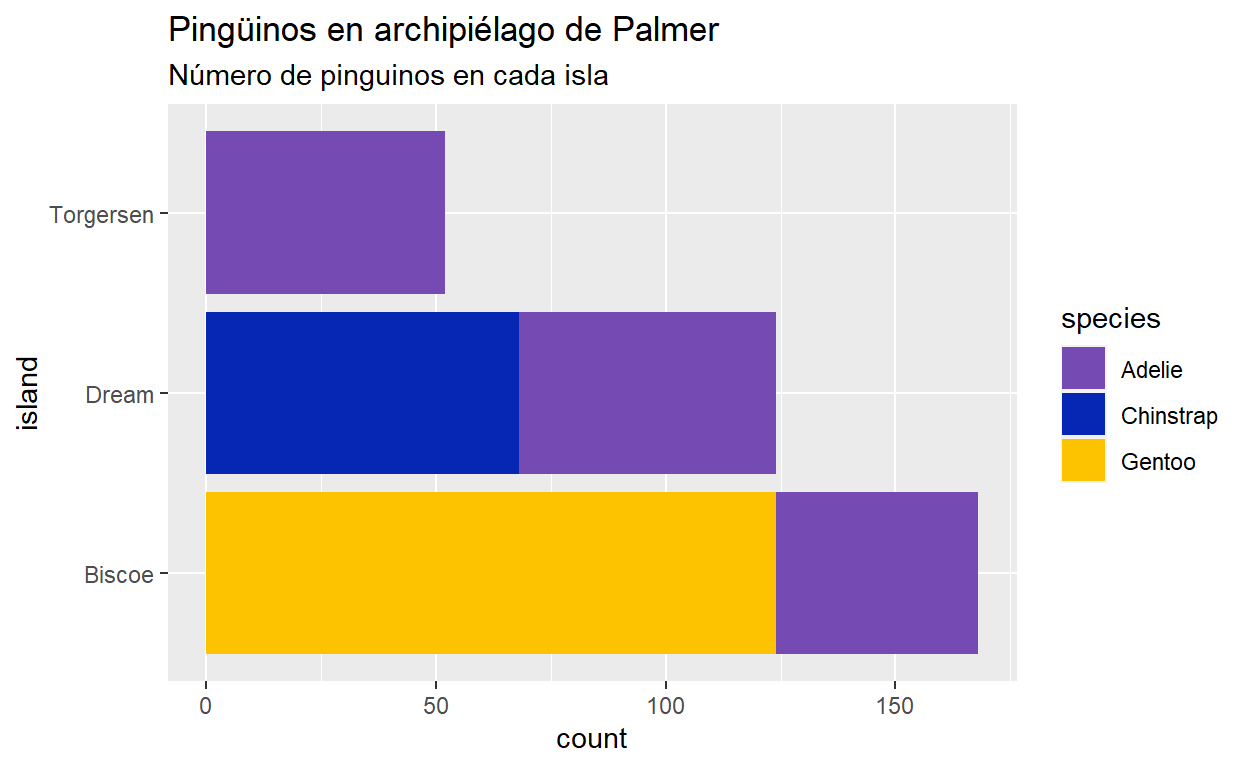 Pingüinos en archipiélago de Palmer
Número de pinguinos en cada isla
island
Torgersen
Dream
Biscoe
0 50 100 150
count
species
Adelie
Chinstrap
Gentoo